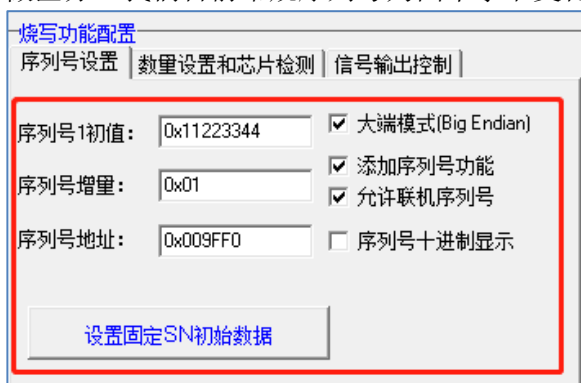 烧写功能配置
序列号设置 数量设置和芯片检测 信号输出控制
序列号1初值: 0x11223344 大端模式(Big Endian)
添加序列号功能
序列号增量: 0x01
允许联机序列号
序列号地址: 0x009FF0 序列号十进制显示
设置固定SN初始数据